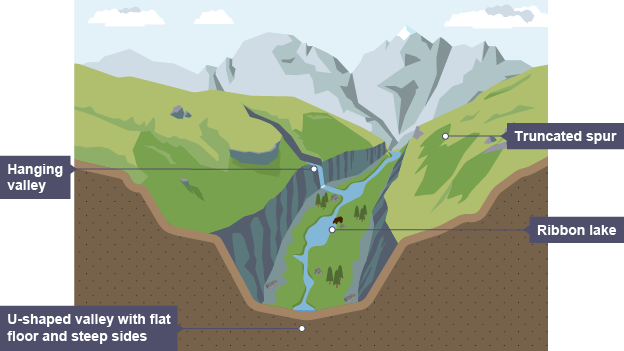 Truncated spur
Hanging
valley
Ribbon lake
U-shaped valley with flat
floor and steep sides